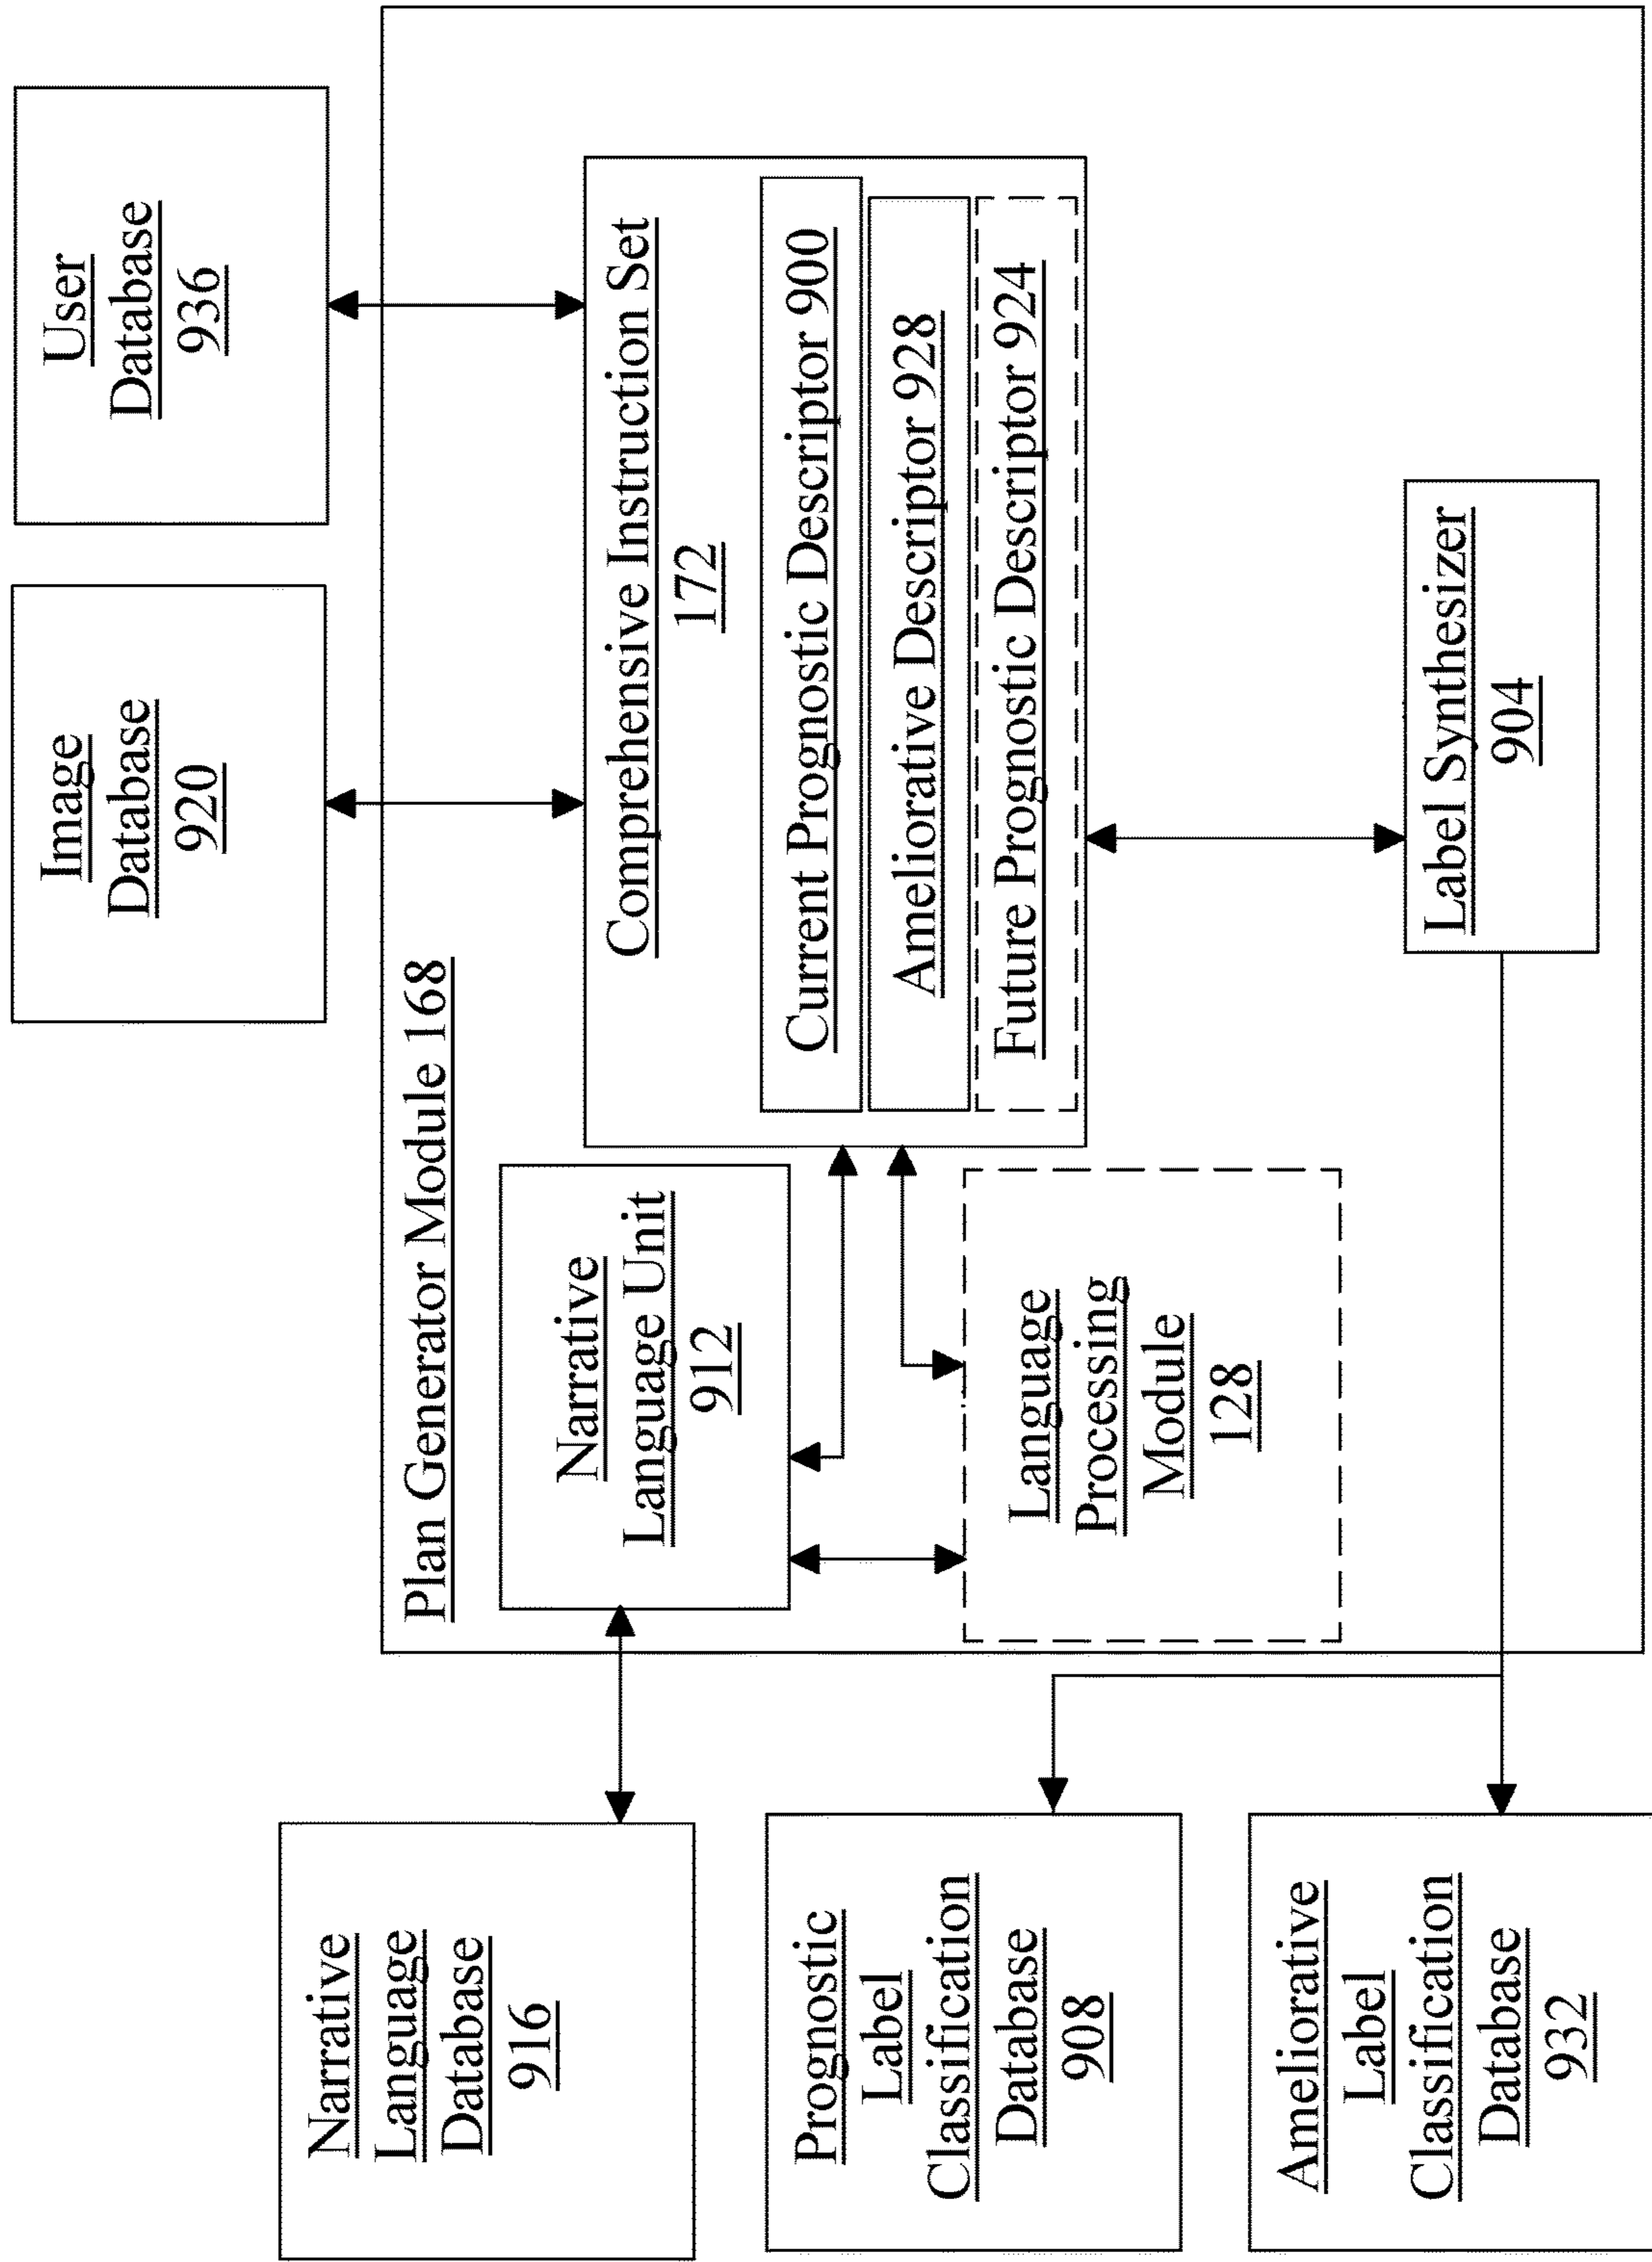 Image
Database
920
User
Database
936
Plan Generator Module 168
Narrative
Language
Database
916
Narrative
Language Unit
912
Comprehensive Instruction Set
172
Current Prognostic Descriptor 900
Ameliorative Descriptor 928
Future Prognostic Descriptor 924
Prognostic
Label
Classification
Database
908
Language
Processing
Module
128
Ameliorative
Label
Classification
Database
932
Label Synthesizer
904